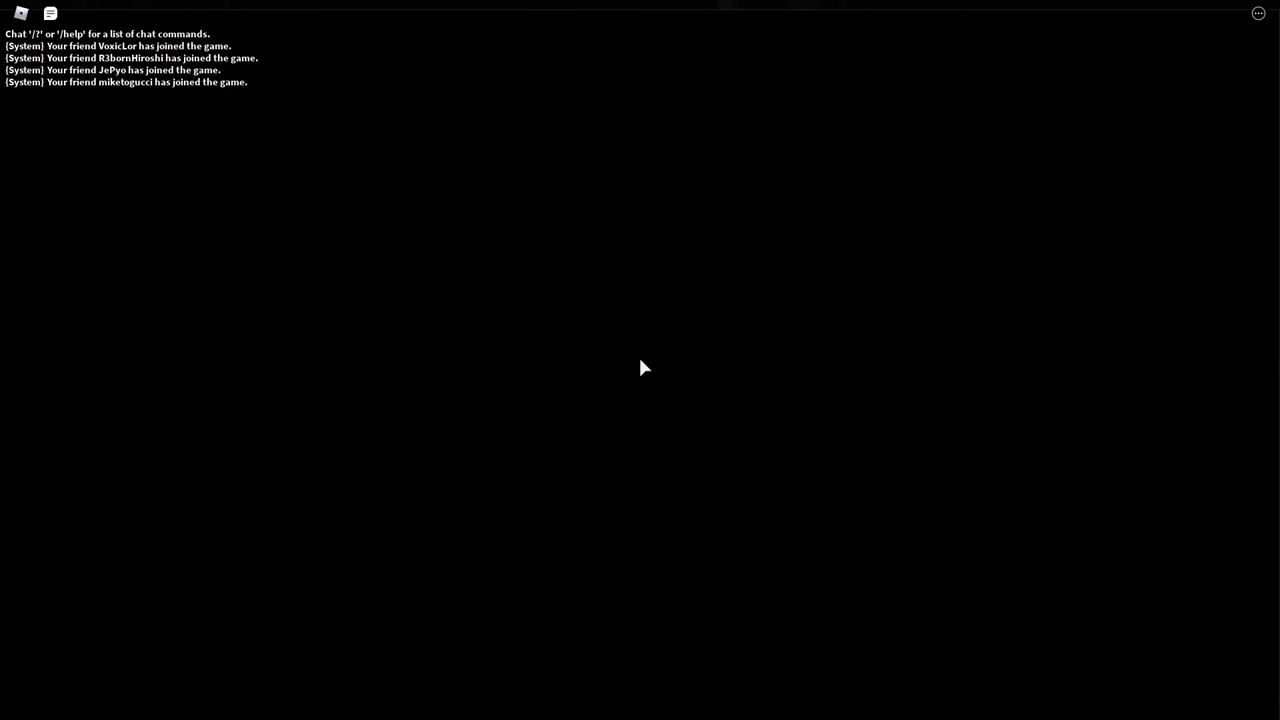 Chat '/?' or '/help' for a list of chat commands.
{System} Your friend VoxicLor has joined the game.
{System} Your friend R3bornHiroshi has joined the game.
{System} Your friend JePyo has joined the game.
{System} Your friend miketogucci has joined the game.